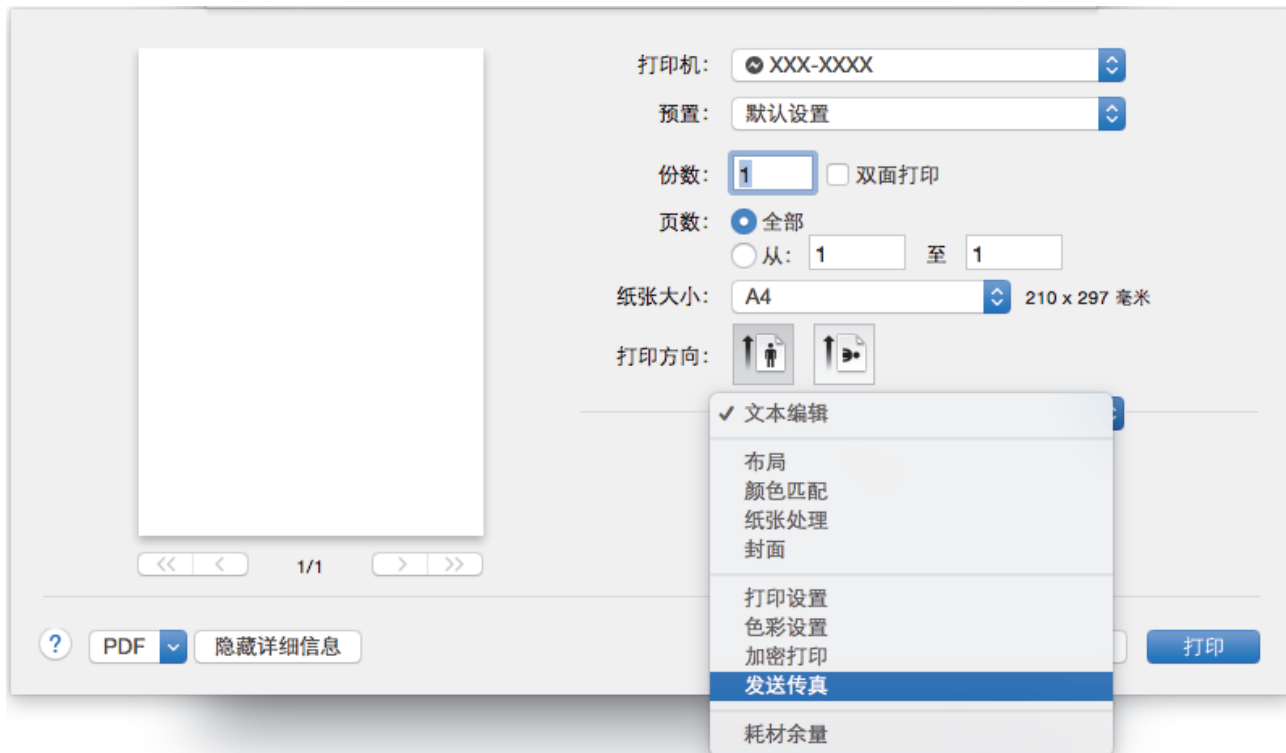 打印机： XXX-XXXX
预置： 默认设置
份数： 1 双面打印
页数： 全部
从： 1 至 1
纸张大小： A4 210 x 297 毫米
打印方向：
✓ 文本编辑
布局
颜色匹配
纸张处理
封面
1/1
打印设置
色彩设置
加密打印
发送传真
耗材余量
? PDF 隐藏详细信息 打印